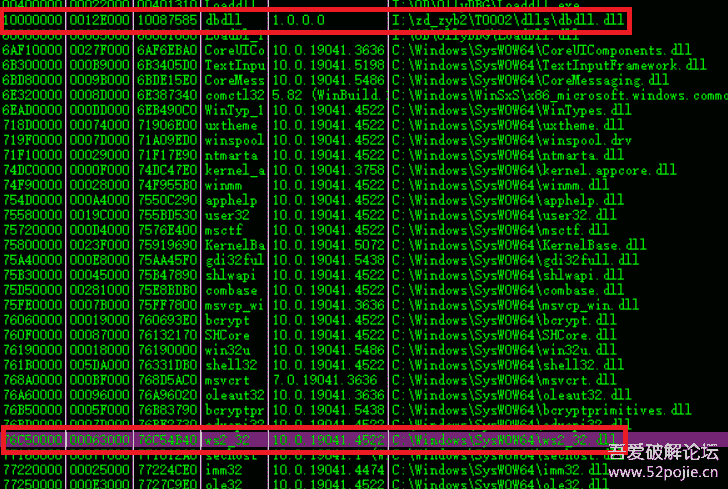 10000000 0012E000 10087585 dbdll 1.0.0.0 I:\zd_zyb2\T0002\dlls\dbdll.dll
6AF10000 0027F000 6AF6EBA0 CoreUICo 10.0.19041.3636 C:\Windows\SysWOW64\CoreUIComponents.dll
6B300000 000B9000 6B3405D0 TextInpu 10.0.19041.5198 C:\Windows\SysWOW64\TextInputFramework.dll
6BD80000 0009B000 6BDE15E0 CoreMess 10.0.19041.5486 C:\Windows\SysWOW64\CoreMessaging.dll
6E320000 0008D000 6E387340 comctl32 5.82 (WinBuild. C:\Windows\WinSxS\x86_microsoft.windows.commo
6EAD0000 000DD000 6EB490C0 WinTyp_1 10.0.19041.4522 C:\Windows\SysWOW64\WinTypes.dll
718D0000 00074000 71906E00 uxtheme 10.0.19041.4522 C:\Windows\SysWOW64\uxtheme.dll
719F0000 0007D000 71A09ED0 winspool 10.0.19041.4522 C:\Windows\SysWOW64\winspool.drv
71F10000 00029000 71F17E90 ntmarta 10.0.19041.4522 C:\Windows\SysWOW64\ntmarta.dll
74DC0000 0000F000 74DC47E0 kernel_a 10.0.19041.3758 C:\Windows\SysWOW64\kernel.appcore.dll
74F90000 00028000 74F955B0 winmm 10.0.19041.4522 C:\Windows\SysWOW64\winmm.dll
754D0000 000A4000 7550C290 apphelp 10.0.19041.4522 C:\Windows\SysWOW64\apphelp.dll
75580000 0019C000 755BD530 user32 10.0.19041.4522 C:\Windows\SysWOW64\user32.dll
75720000 000D4000 7576E400 msctf 10.0.19041.4522 C:\Windows\SysWOW64\msctf.dll
75800000 0023F000 75919690 KernelBa 10.0.19041.5072 C:\Windows\SysWOW64\KernelBase.dll
75A40000 000E8000 75AA45F0 gdi32ful 10.0.19041.5438 C:\Windows\SysWOW64\gdi32full.dll
75B30000 00045000 75B47890 shlwapi 10.0.19041.4522 C:\Windows\SysWOW64\shlwapi.dll
75D50000 00281000 75E8BDB0 combase 10.0.19041.4522 C:\Windows\SysWOW64\combase.dll
75FE0000 0007B000 75FF7800 msvcp_wi 10.0.19041.3636 C:\Windows\SysWOW64\msvcp_win.dll
76060000 00019000 760693E0 bcrypt 10.0.19041.4522 C:\Windows\SysWOW64\bcrypt.dll
760F0000 00087000 76132170 SHCore 10.0.19041.4522 C:\Windows\SysWOW64\SHCore.dll
76190000 00018000 76190000 win32u 10.0.19041.5486 C:\Windows\SysWOW64\win32u.dll
761B0000 005DA000 76331DB0 shell32 10.0.19041.4522 C:\Windows\SysWOW64\shell32.dll
768A0000 000BF000 768D5AC0 msvcrt 7.0.19041.3636 C:\Windows\SysWOW64\msvcrt.dll
76A60000 00096000 76A96020 oleaut32 10.0.19041.3636 C:\Windows\SysWOW64\oleaut32.dll
76B50000 0005F000 76B83790 bcryptpr 10.0.19041.5438 C:\Windows\SysWOW64\bcryptprimitives.dll
76C50000 00063000 76C54B40 ws2_32 10.0.19041.4522 C:\Windows\SysWOW64\ws2_32.dll
77220000 00025000 77224CE0 imm32 10.0.19041.4474 C:\Windows\SysWOW64\imm32.dll
吾爱破解论坛
www.52pojie.cn